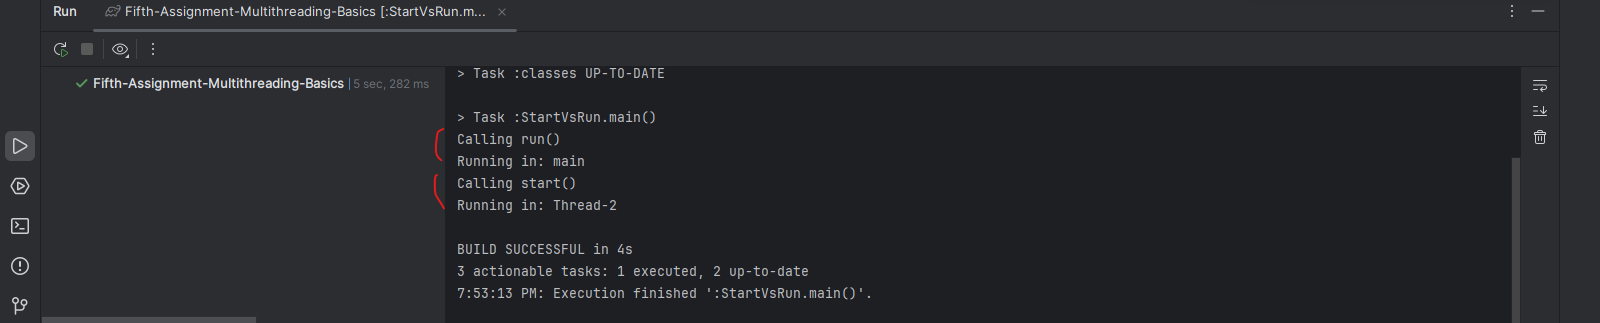 Run
Fifth-Assignment-Multithreading-Basics [:StartVsRun.m...
Fifth-Assignment-Multithreading-Basics 5 sec, 282 ms
> Task :classes UP-TO-DATE
> Task :StartVsRun.main()
Calling run()
Running in: main
Calling start()
Running in: Thread-2
BUILD SUCCESSFUL in 4s
3 actionable tasks: 1 executed, 2 up-to-date
7:53:13 PM: Execution finished ':StartVsRun.main()'.